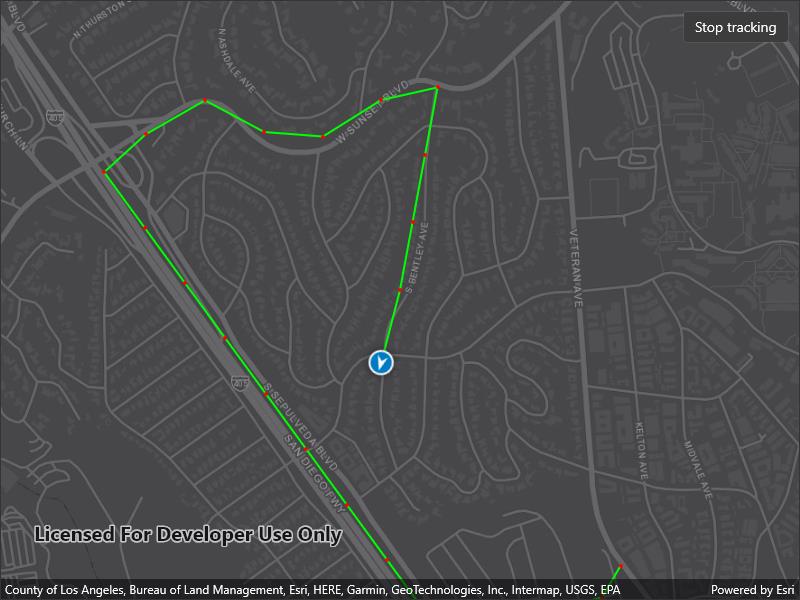 BLVD
N THURSTON
N ASHDALE AVE
BLVD
Stop tracking
405
W SUNSET BLVD
S BENTLEY AVE
VETERAN AVE
405
S SEPULVEDA BLVD
SAN DIEGO FWY
KELTON AVE
MIDVALE AVE
Licensed For Developer Use Only
County of Los Angeles, Bureau of Land Management, Esri, HERE, Garmin, GeoTechnologies, Inc., Intermap, USGS, EPA
Powered by Esri